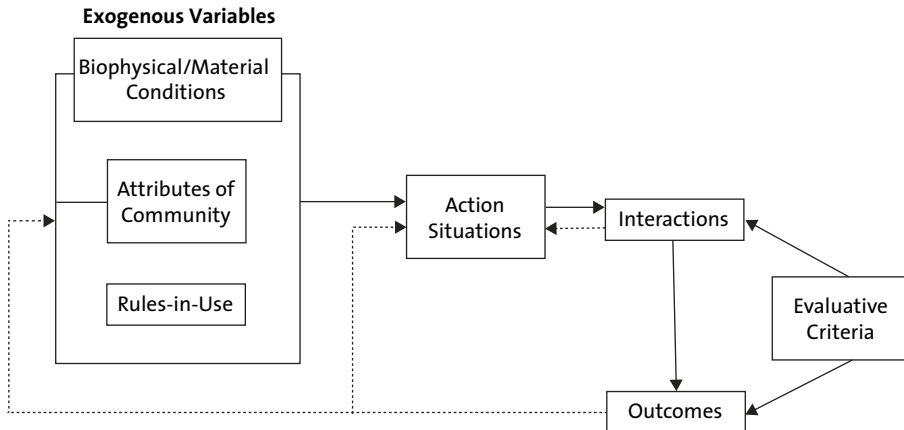 Exogenous Variables
Biophysical/Material
Conditions
Attributes of
Community
Rules-in-Use
Action
Situations
Interactions
Evaluative
Criteria
Outcomes